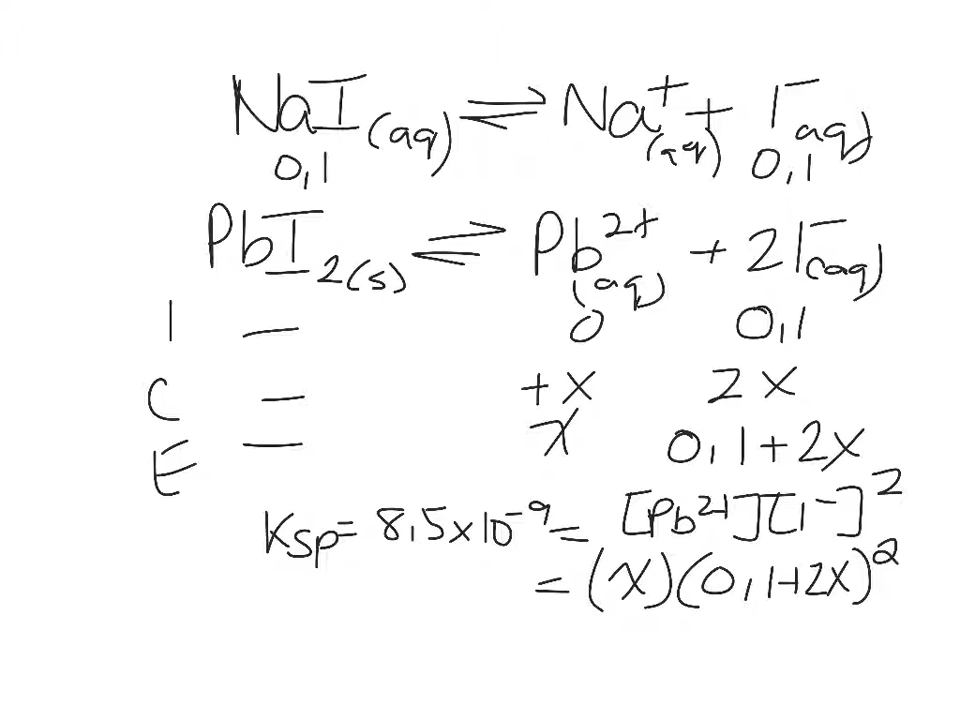 NaI(aq) ⇌ Na⁺(aq) + I⁻(aq)
0,1 0,1
PbI₂(s) ⇌ Pb²⁺(aq) + 2I⁻(aq)
I — 0 0,1
C — +x 2x
E — x 0,1+2x
Ksp = 8,5x10⁻⁹ = [Pb²⁺][I⁻]²
= (x)(0,1+2x)²